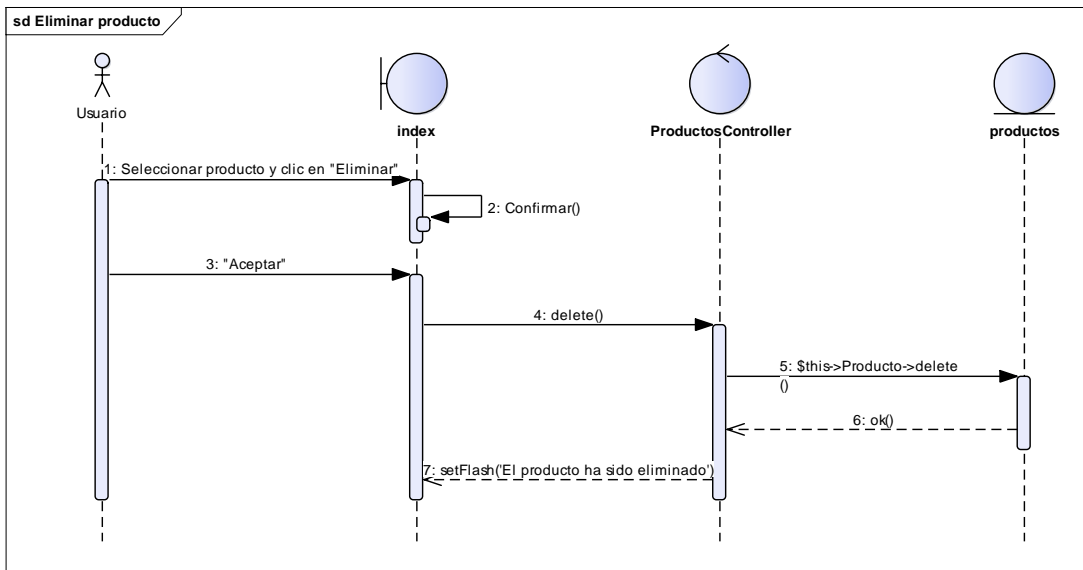 sd Eliminar producto
Usuario
index
ProductosController
productos
1: Seleccionar producto y clic en "Eliminar"
2: Confirmar()
3: "Aceptar"
4: delete()
5: $this->Producto->delete
()
6: ok()
7: setFlash('El producto ha sido eliminado')